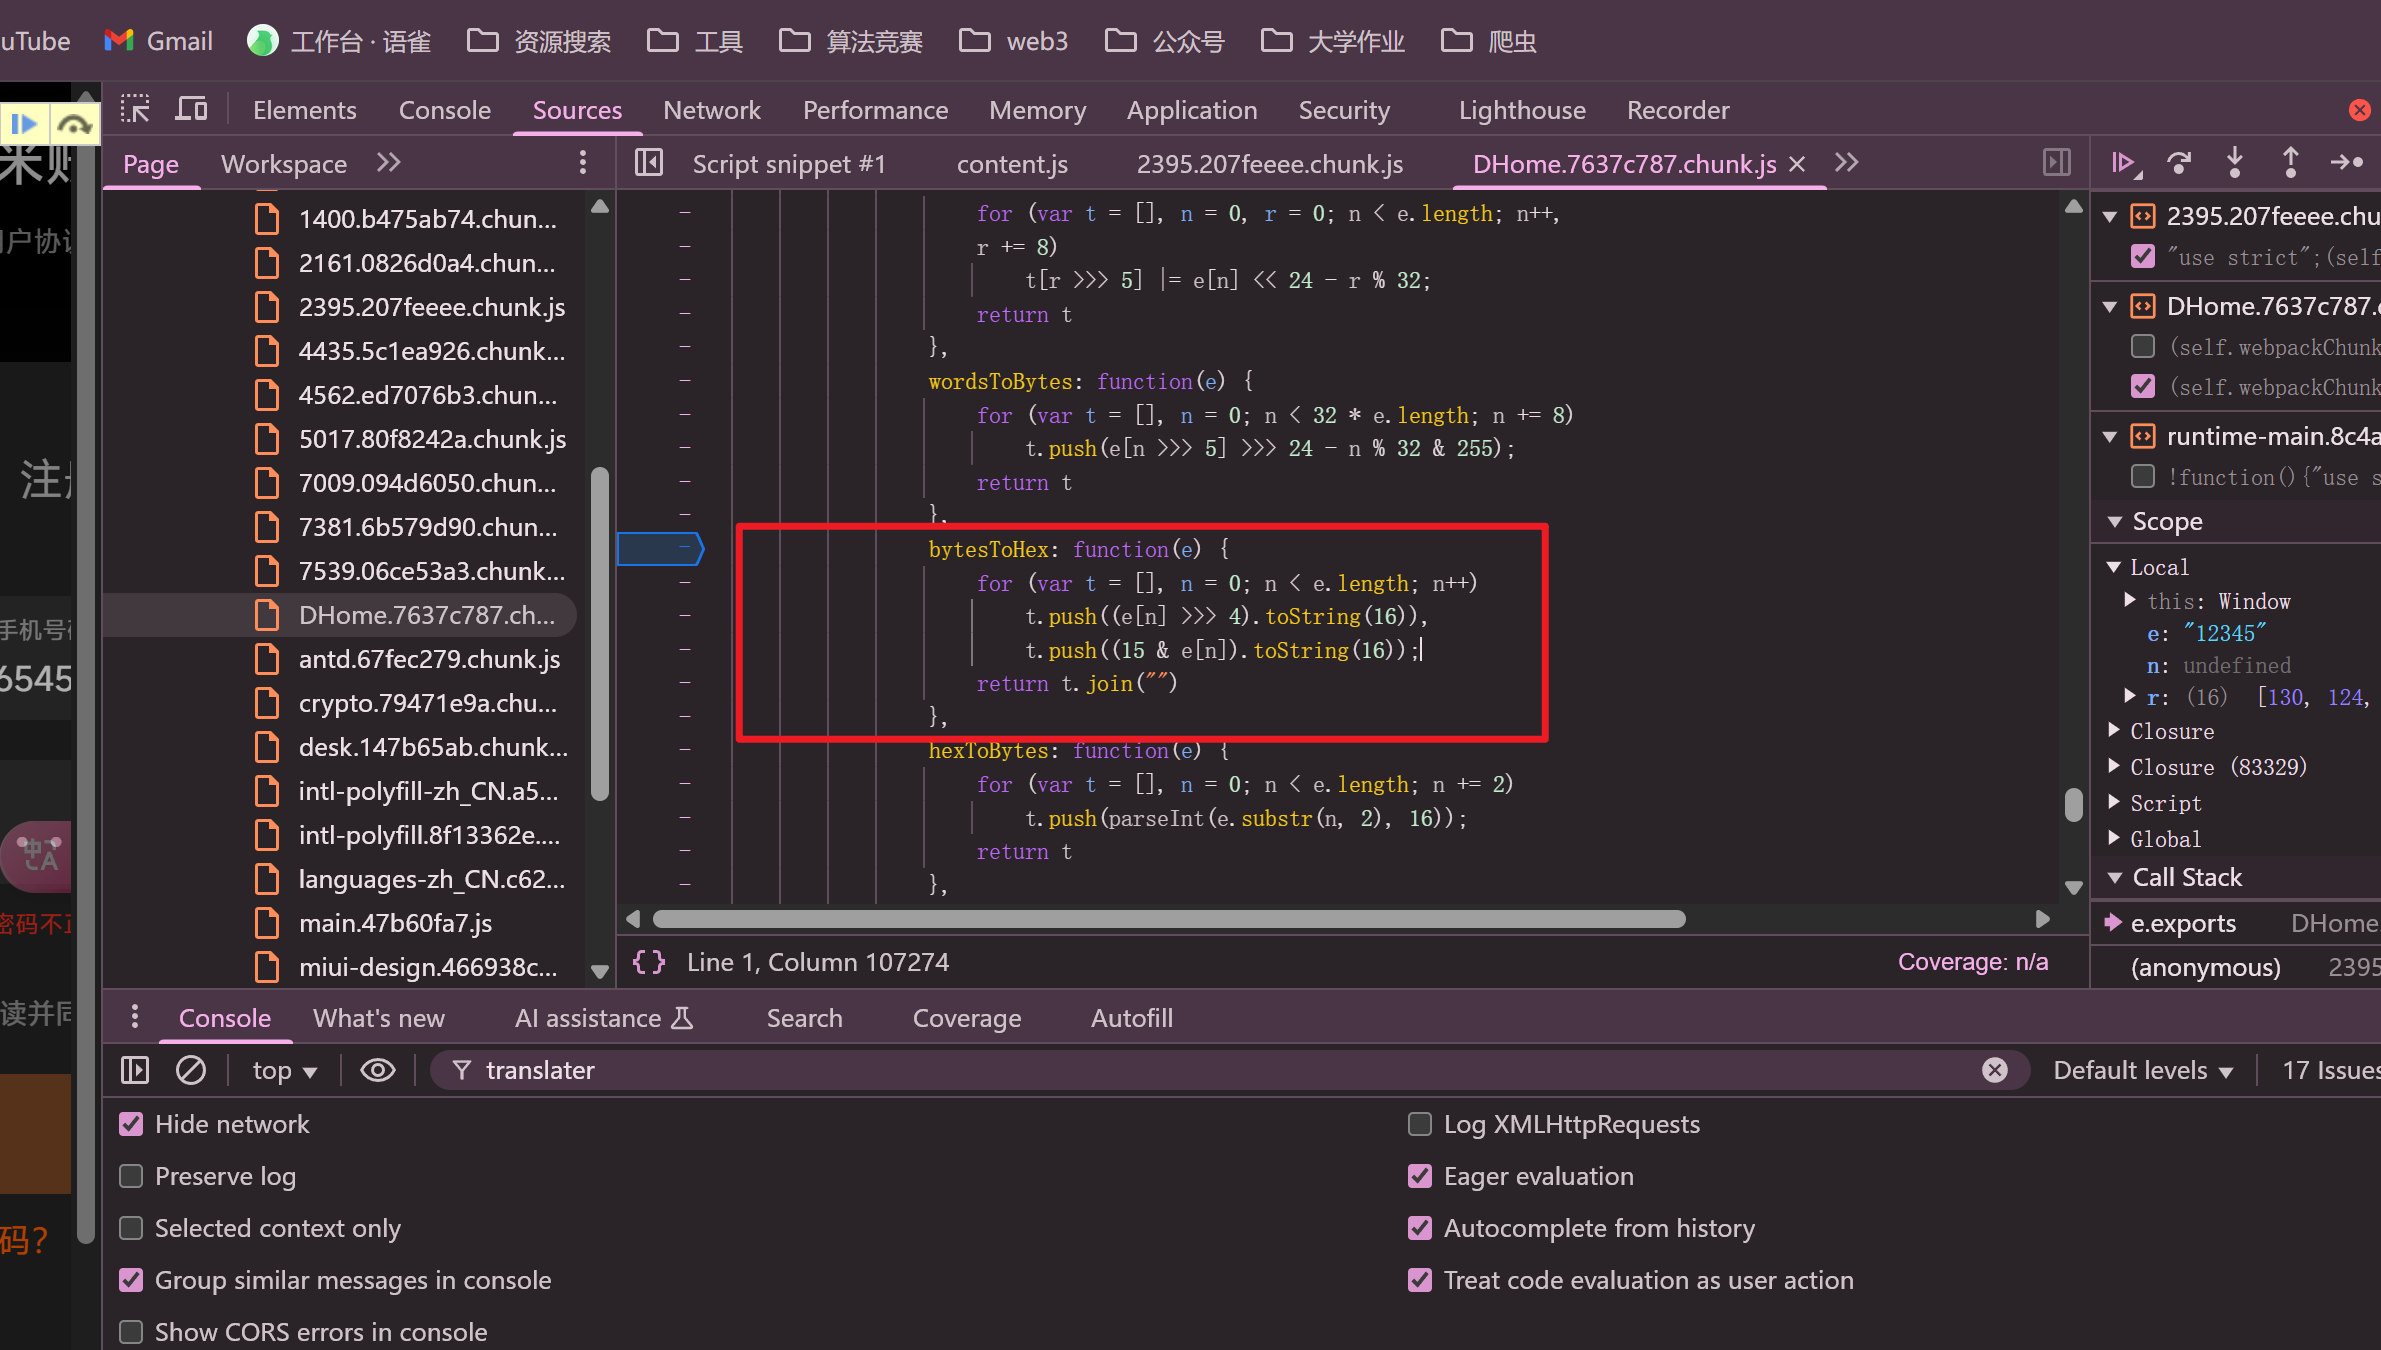 uTube Gmail 工作台 · 语雀 资源搜索 工具 算法竞赛 web3 公众号 大学作业 爬虫
Elements Console Sources Network Performance Memory Application Security Lighthouse Recorder
Page Workspace
Script snippet #1 content.js 2395.207feeee.chunk.js DHome.7637c787.chunk.js
1400.b475ab74.chun...
2161.0826d0a4.chun...
2395.207feeee.chunk.js
4435.5c1ea926.chunk...
4562.ed7076b3.chun...
5017.80f8242a.chunk.js
7009.094d6050.chun...
7381.6b579d90.chun...
7539.06ce53a3.chunk...
DHome.7637c787.ch...
antd.67fec279.chunk.js
crypto.79471e9a.chu...
desk.147b65ab.chunk...
intl-polyfill-zh_CN.a5...
intl-polyfill.8f13362e....
languages-zh_CN.c62...
main.47b60fa7.js
miui-design.466938c...
for (var t = [], n = 0, r = 0; n < e.length; n++,
r += 8)
t[r >>> 5] |= e[n] << 24 - r % 32;
return t
},
wordsToBytes: function(e) {
for (var t = [], n = 0; n < 32 * e.length; n += 8)
t.push(e[n >>> 5] >>> 24 - n % 32 & 255);
return t
},
bytesToHex: function(e) {
for (var t = [], n = 0; n < e.length; n++)
t.push((e[n] >>> 4).toString(16)),
t.push((15 & e[n]).toString(16));
return t.join("")
},
hexToBytes: function(e) {
for (var t = [], n = 0; n < e.length; n += 2)
t.push(parseInt(e.substr(n, 2), 16));
return t
},
{} Line 1, Column 107274 Coverage: n/a
2395.207feeee.chu
"use strict";(self
DHome.7637c787.
(self.webpackChunk
(self.webpackChunk
runtime-main.8c4a
!function(){"use s
Scope
Local
this: Window
e: "12345"
n: undefined
r: (16) [130, 124,
Closure
Closure (83329)
Script
Global
Call Stack
e.exports DHome.
(anonymous) 2395
用户协
手机号
6545
密码不正
读并同
码？
Console What's new AI assistance Search Coverage Autofill
top translater Default levels 17 Issues
Hide network
Log XMLHttpRequests
Preserve log
Eager evaluation
Selected context only
Autocomplete from history
Group similar messages in console
Treat code evaluation as user action
Show CORS errors in console